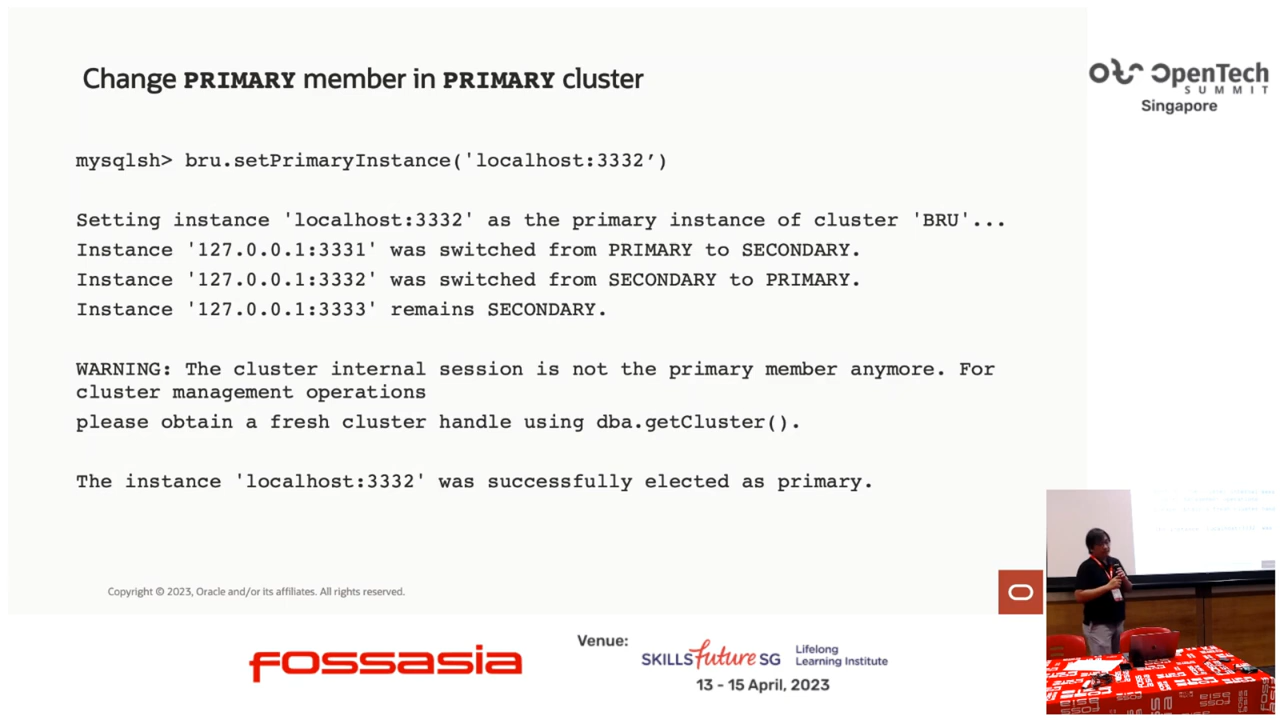 Change PRIMARY member in PRIMARY cluster
mysqlsh> bru.setPrimaryInstance('localhost:3332’)
Setting instance 'localhost:3332' as the primary instance of cluster 'BRU'...
Instance '127.0.0.1:3331' was switched from PRIMARY to SECONDARY.
Instance '127.0.0.1:3332' was switched from SECONDARY to PRIMARY.
Instance '127.0.0.1:3333' remains SECONDARY.
WARNING: The cluster internal session is not the primary member anymore. For
cluster management operations
please obtain a fresh cluster handle using dba.getCluster().
The instance 'localhost:3332' was successfully elected as primary.
Copyright © 2023, Oracle and/or its affiliates. All rights reserved.
OpenTech
SUMMIT
Singapore
FOSSASIA
Venue:
SKILLSfuture SG
Lifelong
Learning Institute
13 - 15 April, 2023